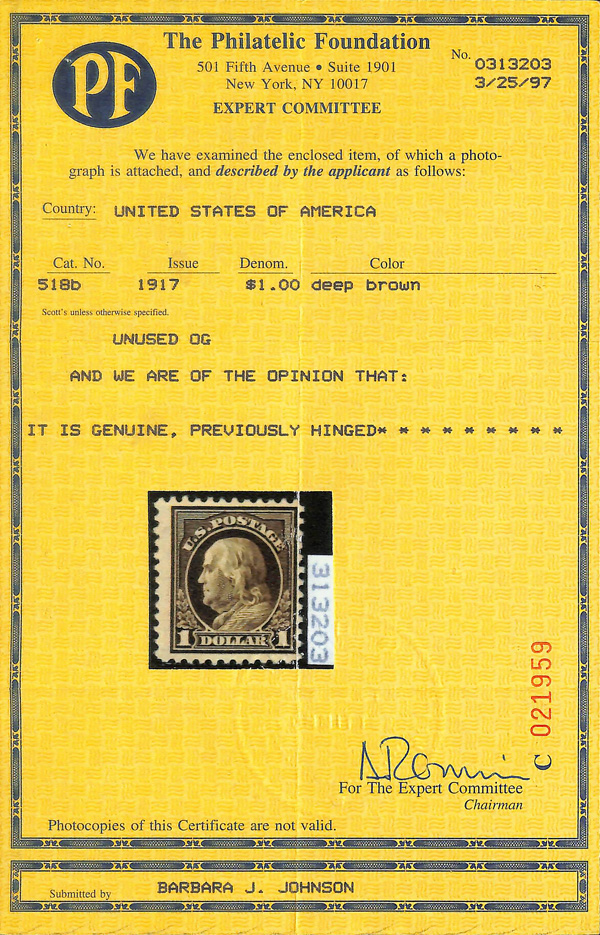 PF
The Philatelic Foundation
501 Fifth Avenue • Suite 1901
New York, NY 10017
EXPERT COMMITTEE
No. 0313203
3/25/97
We have examined the enclosed item, of which a photo-
graph is attached, and described by the applicant as follows:
Country: UNITED STATES OF AMERICA
Cat. No. Issue Denom. Color
518b 1917 $1.00 deep brown
Scott's unless otherwise specified.
UNUSED OG
AND WE ARE OF THE OPINION THAT:
IT IS GENUINE, PREVIOUSLY HINGED* * * * * * * * * *
U.S. POSTAGE
1 DOLLAR 1
313203
C 021959
For The Expert Committee
Chairman
Photocopies of this Certificate are not valid.
Submitted by BARBARA J. JOHNSON